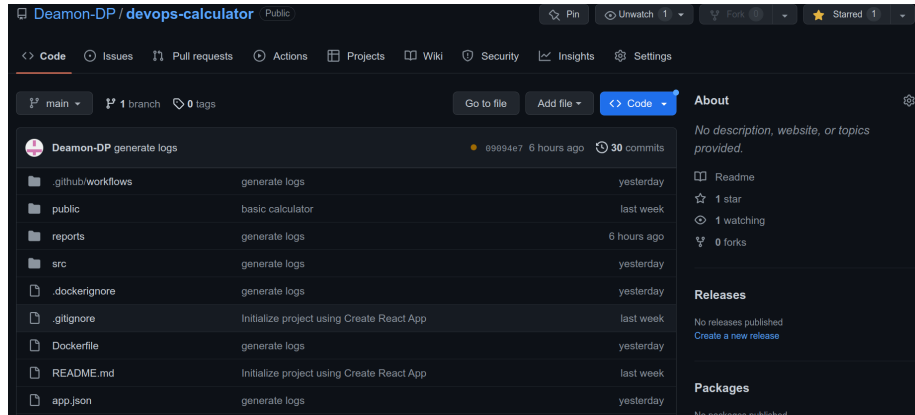 Deamon-DP / devops-calculator Public Pin Unwatch 1 Fork 0 Starred 1
Code Issues Pull requests Actions Projects Wiki Security Insights Settings
main 1 branch 0 tags Go to file Add file Code
Deamon-DP generate logs 09094e7 6 hours ago 30 commits
.github/workflows generate logs yesterday
public basic calculator last week
reports generate logs 6 hours ago
src generate logs yesterday
.dockerignore generate logs yesterday
.gitignore Initialize project using Create React App last week
Dockerfile generate logs yesterday
README.md Initialize project using Create React App last week
app.json generate logs yesterday
About
No description, website, or topics
provided.
Readme
1 star
1 watching
0 forks
Releases
No releases published
Create a new release
Packages
No packages published